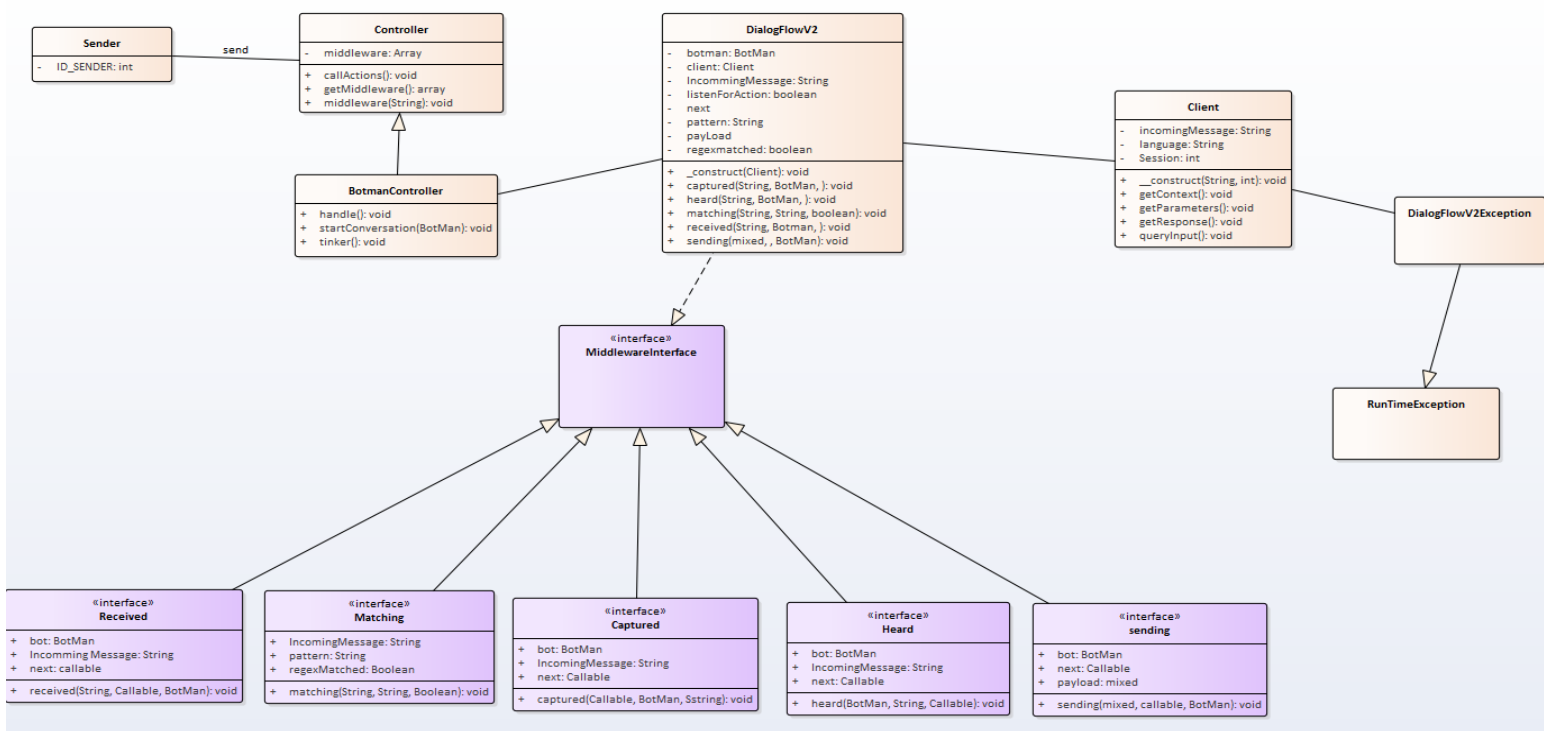 Sender
- ID_SENDER: int
send
Controller
- middleware: Array
+ callActions(): void
+ getMiddleware(): array
+ middleware(String): void
DialogFlowV2
- botman: BotMan
- client: Client
- IncommingMessage: String
- listenForAction: boolean
- next
- pattern: String
- payLoad
- regexmatched: boolean
+ _construct(Client): void
+ captured(String, BotMan, ): void
+ heard(String, BotMan, ): void
+ matching(String, String, boolean): void
+ received(String, Botman, ): void
+ sending(mixed, , BotMan): void
Client
- incomingMessage: String
- language: String
- Session: int
+ __construct(String, int): void
+ getContext(): void
+ getParameters(): void
+ getResponse(): void
+ queryInput(): void
BotmanController
+ handle(): void
+ startConversation(BotMan): void
+ tinker(): void
DialogFlowV2Exception
«interface»
MiddlewareInterface
RunTimeException
«interface»
Received
+ bot: BotMan
+ Incomming Message: String
+ next: callable
+ received(String, Callable, BotMan): void
«interface»
Matching
+ IncomingMessage: String
+ pattern: String
+ regexMatched: Boolean
+ matching(String, String, Boolean): void
«interface»
Captured
+ bot: BotMan
+ IncomingMessage: String
+ next: Callable
+ captured(Callable, BotMan, Sstring): void
«interface»
Heard
+ bot: BotMan
+ IncomingMessage: String
+ next: Callable
+ heard(BotMan, String, Callable): void
«interface»
sending
+ bot: BotMan
+ next: Callable
+ payload: mixed
+ sending(mixed, callable, BotMan): void